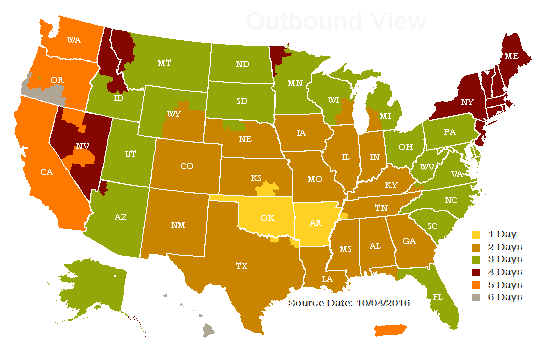 Outbound View
WA
ME
MT
ND
OR
MN
ID
WI
NY
SD
WY
MI
IA
PA
NE
NV
OH
IL
IN
UT
CO
WV
VA
CA
KS
MO
KY
NC
TN
OK
AR
SC
AZ
NM
MS
AL
GA
1 Day
TX
LA
2 Days
3 Days
4 Days
FL
5 Days
6 Days
Source Date: 10/04/2016